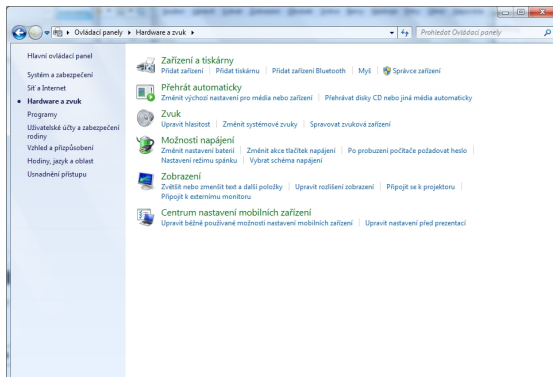 Ovládací panely
Hardware a zvuk
Prohledat Ovládací panely
Hlavní ovládací panel
Systém a zabezpečení
Síť a Internet
Hardware a zvuk
Programy
Uživatelské účty a zabezpečení
rodiny
Vzhled a přizpůsobení
Hodiny, jazyk a oblast
Usnadnění přístupu
Zařízení a tiskárny
Přidat zařízení | Přidat tiskárnu | Přidat zařízení Bluetooth | Myš | Správce zařízení
Přehrát automaticky
Změnit výchozí nastavení pro média nebo zařízení | Přehrávat disky CD nebo jiná média automaticky
Zvuk
Upravit hlasitost | Změnit systémové zvuky | Spravovat zvuková zařízení
Možnosti napájení
Změnit nastavení baterií | Změnit akce tlačítek napájení | Po probuzení počítače požadovat heslo |
Nastavení režimu spánku | Vybrat schéma napájení
Zobrazení
Zvětšit nebo zmenšit text a další položky | Upravit rozlišení zobrazení | Připojit se k projektoru |
Připojit k externímu monitoru
Centrum nastavení mobilních zařízení
Upravit běžně používané možnosti nastavení mobilních zařízení | Upravit nastavení před prezentací